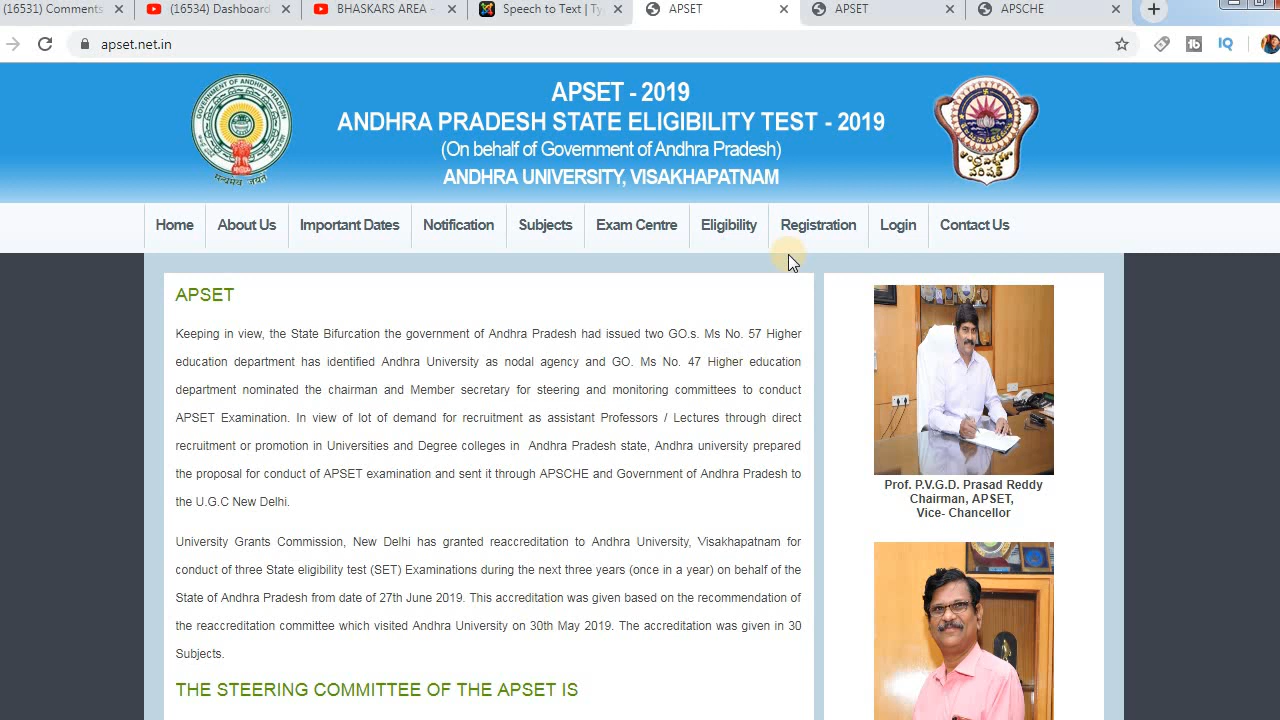 (16531) Comments
(16534) Dashboard
BHASKARS AREA -
Speech to Text | Ty
APSET
APSET
APSCHE
apset.net.in
APSET - 2019
ANDHRA PRADESH STATE ELIGIBILITY TEST - 2019
(On behalf of Government of Andhra Pradesh)
ANDHRA UNIVERSITY, VISAKHAPATNAM
Home About Us Important Dates Notification Subjects Exam Centre Eligibility Registration Login Contact Us
APSET
Keeping in view, the State Bifurcation the government of Andhra Pradesh had issued two GO.s. Ms No. 57 Higher
education department has identified Andhra University as nodal agency and GO. Ms No. 47 Higher education
department nominated the chairman and Member secretary for steering and monitoring committees to conduct
APSET Examination. In view of lot of demand for recruitment as assistant Professors / Lectures through direct
recruitment or promotion in Universities and Degree colleges in Andhra Pradesh state, Andhra university prepared
the proposal for conduct of APSET examination and sent it through APSCHE and Government of Andhra Pradesh to
the U.G.C New Delhi.
University Grants Commission, New Delhi has granted reaccreditation to Andhra University, Visakhapatnam for
conduct of three State eligibility test (SET) Examinations during the next three years (once in a year) on behalf of the
State of Andhra Pradesh from date of 27th June 2019. This accreditation was given based on the recommendation of
the reaccredition committee which visited Andhra University on 30th May 2019. The accreditation was given in 30
Subjects.
THE STEERING COMMITTEE OF THE APSET IS
Prof. P.V.G.D. Prasad Reddy
Chairman, APSET,
Vice- Chancellor